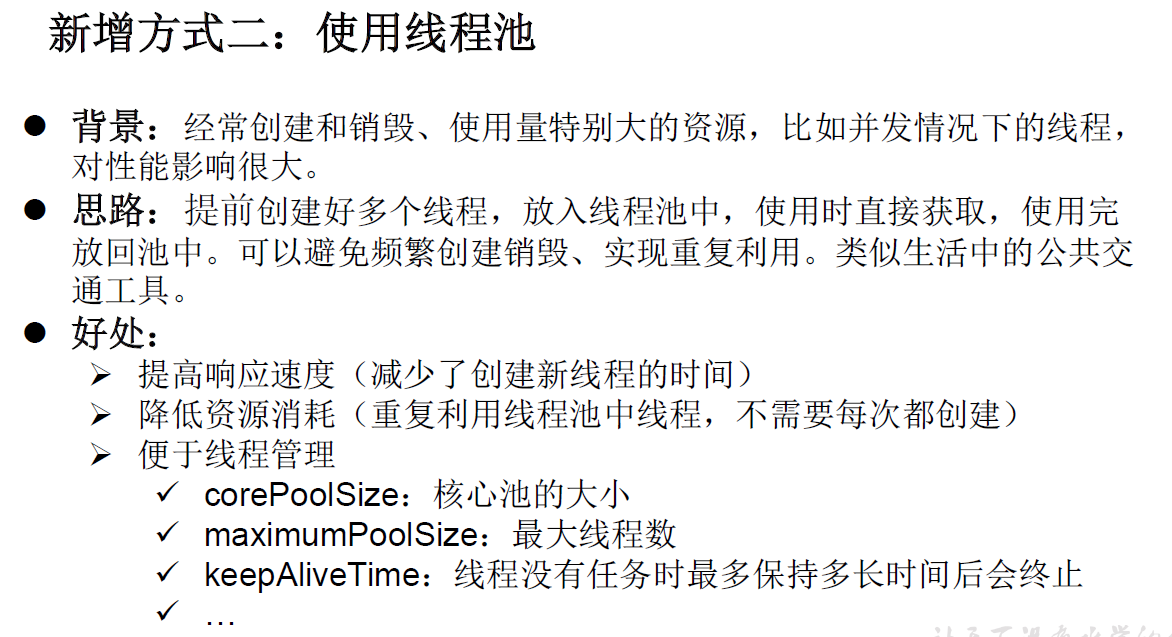 新增方式二：使用线程池
背景：经常创建和销毁、使用量特别大的资源，比如并发情况下的线程，
对性能影响很大。
思路：提前创建好多个线程，放入线程池中，使用时直接获取，使用完
放回池中。可以避免频繁创建销毁、实现重复利用。类似生活中的公共交
通工具。
好处：
提高响应速度（减少了创建新线程的时间）
降低资源消耗（重复利用线程池中线程，不需要每次都创建）
便于线程管理
corePoolSize：核心池的大小
maximumPoolSize：最大线程数
keepAliveTime：线程没有任务时最多保持多长时间后会终止
…